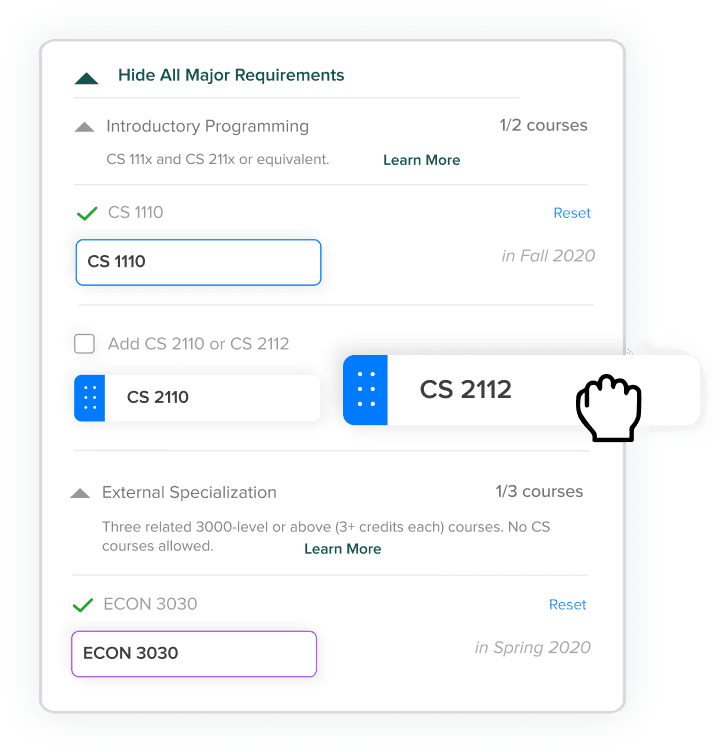 Hide All Major Requirements
Introductory Programming 1/2 courses
CS 111x and CS 211x or equivalent. Learn More
CS 1110 Reset
CS 1110 in Fall 2020
Add CS 2110 or CS 2112
CS 2110 CS 2112
External Specialization 1/3 courses
Three related 3000-level or above (3+ credits each) courses. No CS
courses allowed. Learn More
ECON 3030 Reset
ECON 3030 in Spring 2020